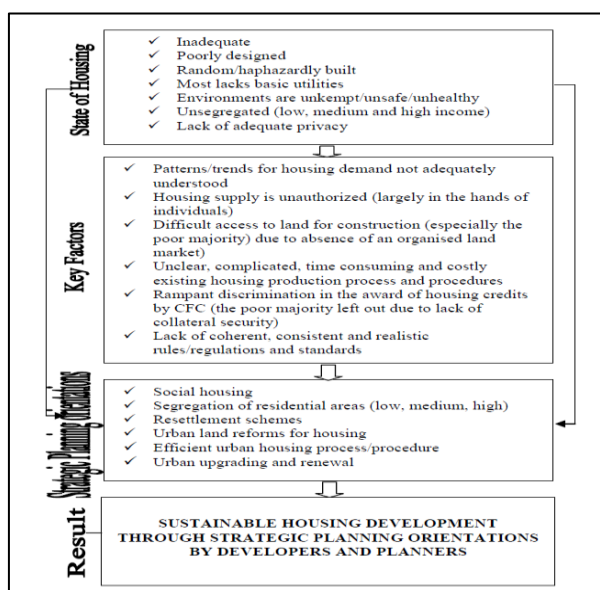 State of Housing
✓ Inadequate
✓ Poorly designed
✓ Random/haphazardly built
✓ Most lacks basic utilities
✓ Environments are unkempt/unsafe/unhealthy
✓ Unsegregated (low, medium and high income)
✓ Lack of adequate privacy
Key Factors
✓ Patterns/trends for housing demand not adequately
understood
✓ Housing supply is unauthorized (largely in the hands of
individuals)
✓ Difficult access to land for construction (especially the
poor majority) due to absence of an organised land
market)
✓ Unclear, complicated, time consuming and costly
existing housing production process and procedures
✓ Rampant discrimination in the award of housing credits
by CFC (the poor majority left out due to lack of
collateral security)
✓ Lack of coherent, consistent and realistic
rules/regulations and standards
Strategic Planning Orientations
✓ Social housing
✓ Segregation of residential areas (low, medium, high)
✓ Resettlement schemes
✓ Urban land reforms for housing
✓ Efficient urban housing process/procedure
✓ Urban upgrading and renewal
Result
SUSTAINABLE HOUSING DEVELOPMENT
THROUGH STRATEGIC PLANNING ORIENTATIONS
BY DEVELOPERS AND PLANNERS